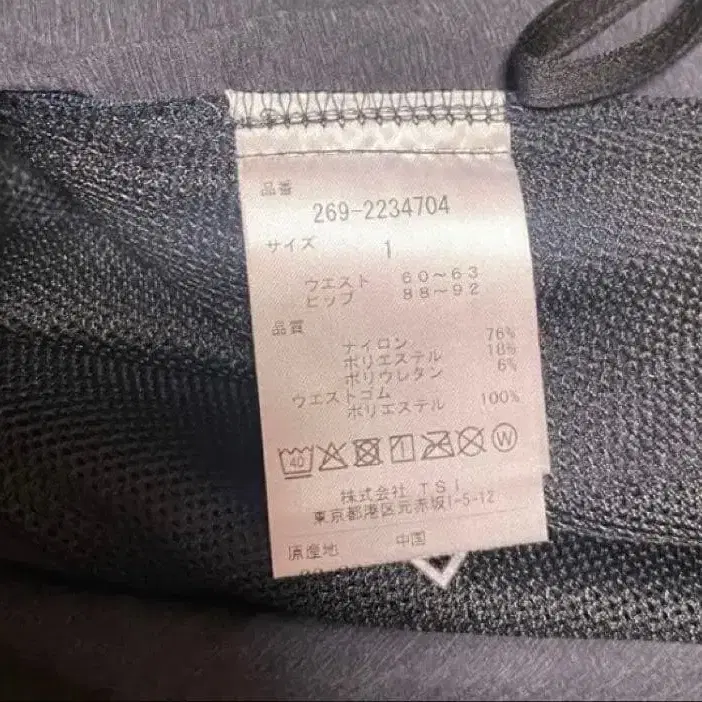 品番
269-2234704
サイズ 1
ウエスト 60～63
ヒップ 88～92
品質
ナイロン 76%
ポリエステル 18%
ポリウレタン 6%
ウエストゴム
ポリエステル 100%
40 W
株式会社 TSI
東京都港区元赤坂1-5-12
原産地 中国